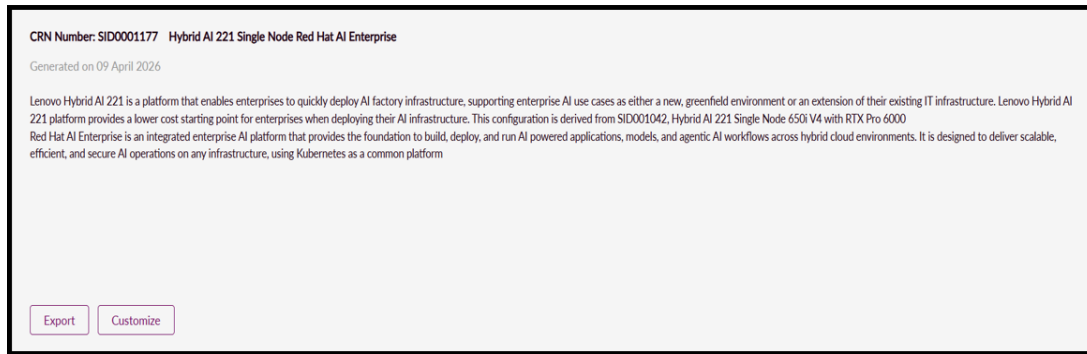 CRN Number: SID0001177 Hybrid AI 221 Single Node Red Hat AI Enterprise
Generated on 09 April 2026
Lenovo Hybrid AI 221 is a platform that enables enterprises to quickly deploy AI factory infrastructure, supporting enterprise AI use cases as either a new, greenfield environment or an extension of their existing IT infrastructure. Lenovo Hybrid AI
221 platform provides a lower cost starting point for enterprises when deploying their AI infrastructure. This configuration is derived from SID001042, Hybrid AI 221 Single Node 650i V4 with RTX Pro 6000
Red Hat AI Enterprise is an integrated enterprise AI platform that provides the foundation to build, deploy, and run AI powered applications, models, and agentic AI workflows across hybrid cloud environments. It is designed to deliver scalable,
efficient, and secure AI operations on any infrastructure, using Kubernetes as a common platform
Export Customize